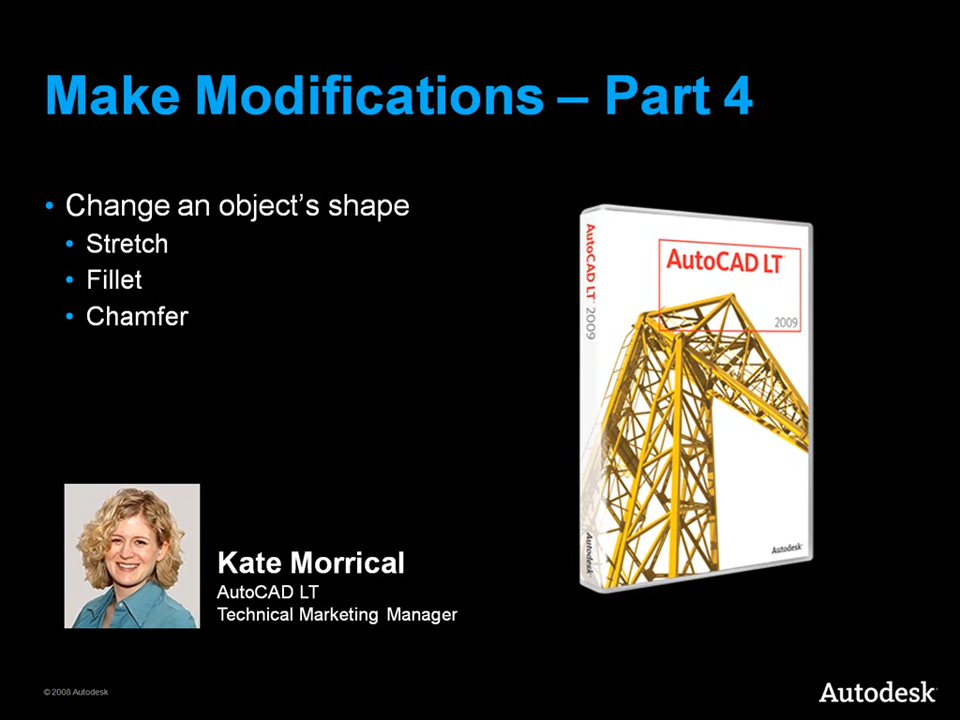 Make Modifications – Part 4
• Change an object’s shape
• Stretch
• Fillet
• Chamfer
AutoCAD LT 2009
AutoCAD LT
2009
Autodesk
Autodesk
Kate Morrical
AutoCAD LT
Technical Marketing Manager
© 2008 Autodesk
Autodesk